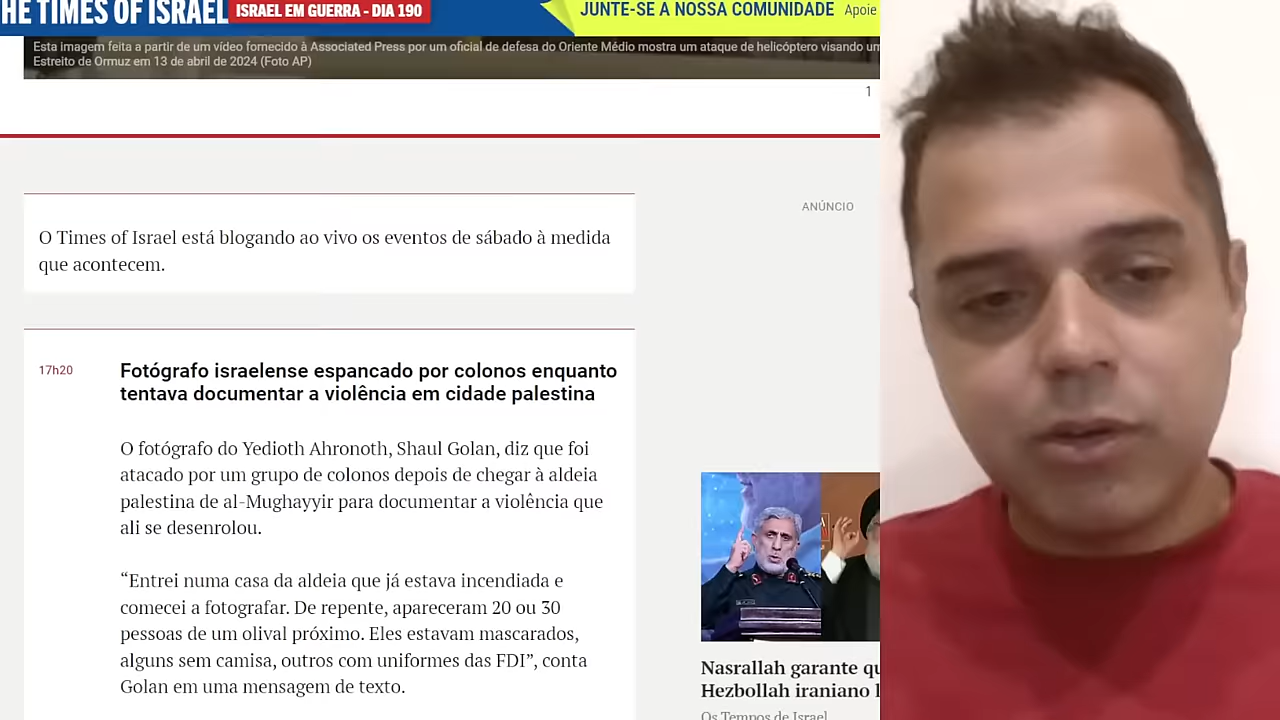 THE TIMES OF ISRAEL
ISRAEL EM GUERRA - DIA 190
JUNTE-SE A NOSSA COMUNIDADE
Apoie
Esta imagem feita a partir de um vídeo fornecido à Associated Press por um oficial de defesa do Oriente Médio mostra um ataque de helicóptero visando um
Estreito de Ormuz em 13 de abril de 2024 (Foto AP)
1
ANÚNCIO
O Times of Israel está blogando ao vivo os eventos de sábado à medida
que acontecem.
17h20
Fotógrafo israelense espancado por colonos enquanto
tentava documentar a violência em cidade palestina
O fotógrafo do Yedioth Ahronoth, Shaul Golan, diz que foi
atacado por um grupo de colonos depois de chegar à aldeia
palestina de al-Mughayyir para documentar a violência que
ali se desenrolou.
“Entrei numa casa da aldeia que já estava incendiada e
comecei a fotografar. De repente, apareceram 20 ou 30
pessoas de um olival próximo. Eles estavam mascarados,
alguns sem camisa, outros com uniformes das FDI”, conta
Golan em uma mensagem de texto.
Nasrallah garante qu
Hezbollah iraniano
Os Tempos de Israel